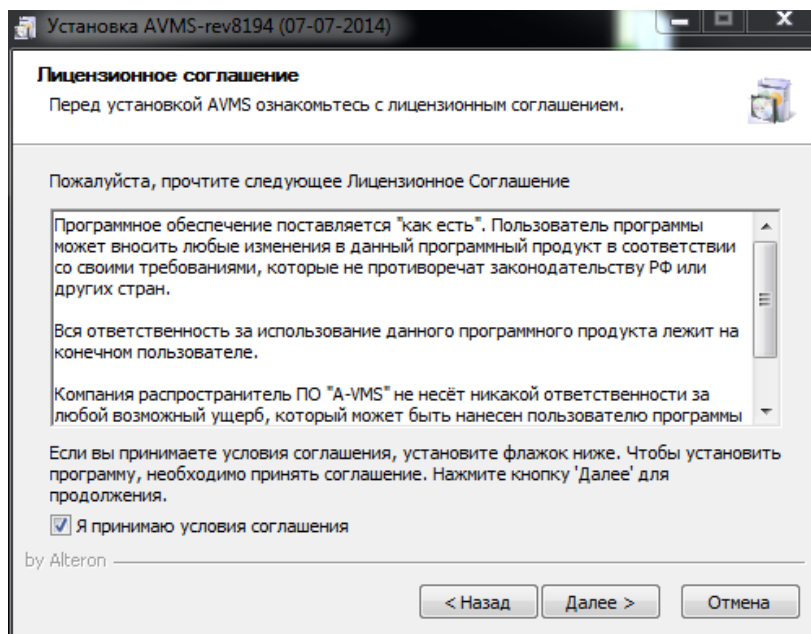 Установка AVMS-rev8194 (07-07-2014)
Лицензионное соглашение
Перед установкой AVMS ознакомьтесь с лицензионным соглашением.
Пожалуйста, прочтите следующее Лицензионное Соглашение
Программное обеспечение поставляется "как есть". Пользователь программы
может вносить любые изменения в данный программный продукт в соответствии
со своими требованиями, которые не противоречат законодательству РФ или
других стран.
Вся ответственность за использование данного программного продукта лежит на
конечном пользователе.
Компания распространитель ПО "A-VMS" не несёт никакой ответственности за
любой возможный ущерб, который может быть нанесен пользователю программы
Если вы принимаете условия соглашения, установите флажок ниже. Чтобы установить
программу, необходимо принять соглашение. Нажмите кнопку 'Далее' для
продолжения.
Я принимаю условия соглашения
by Alteron
< Назад
Далее >
Отмена